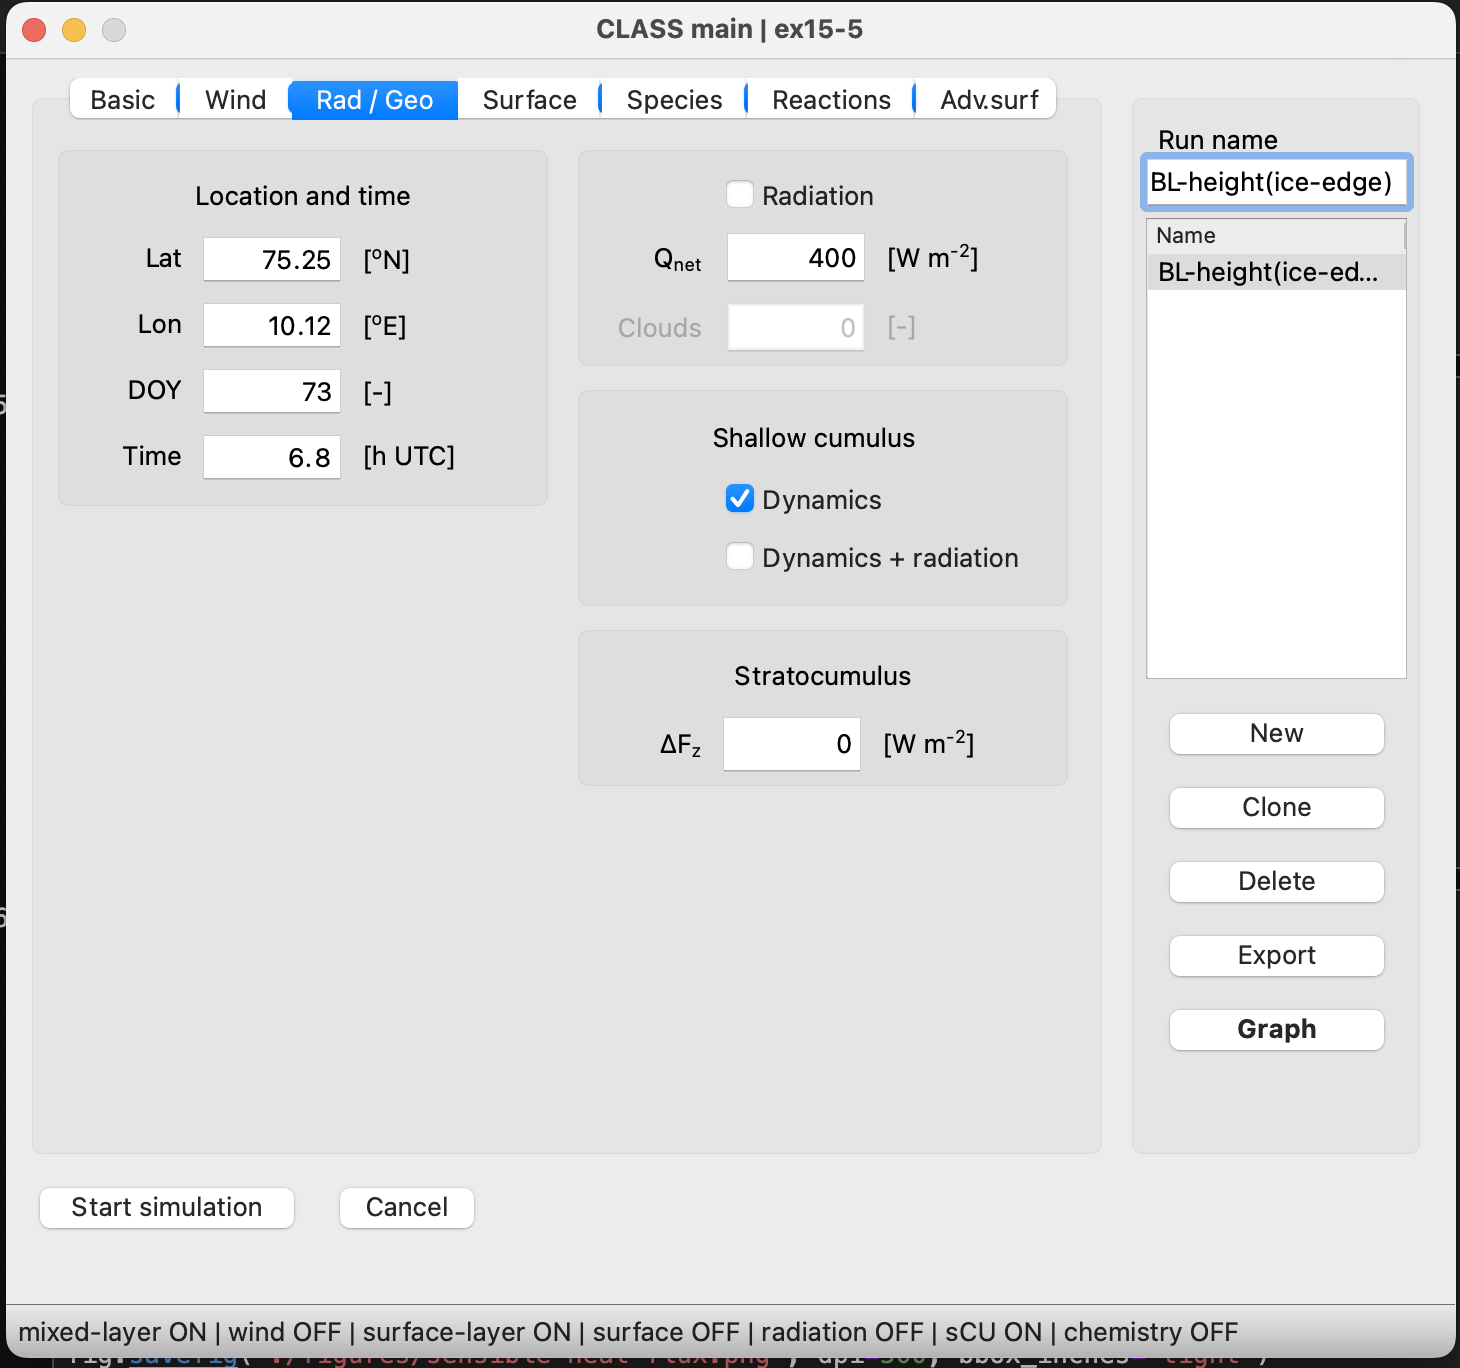 CLASS main | ex15-5
Basic Wind Rad / Geo Surface Species Reactions Adv.surf
Location and time
Lat 75.25 [ºN]
Lon 10.12 [ºE]
DOY 73 [-]
Time 6.8 [h UTC]
Radiation
Qnet 400 [W m-2]
Clouds 0 [-]
Shallow cumulus
Dynamics
Dynamics + radiation
Stratocumulus
ΔFz 0 [W m-2]
Run name
BL-height(ice-edge)
Name
BL-height(ice-ed...
New
Clone
Delete
Export
Graph
Start simulation Cancel
mixed-layer ON | wind OFF | surface-layer ON | surface OFF | radiation OFF | sCU ON | chemistry OFF